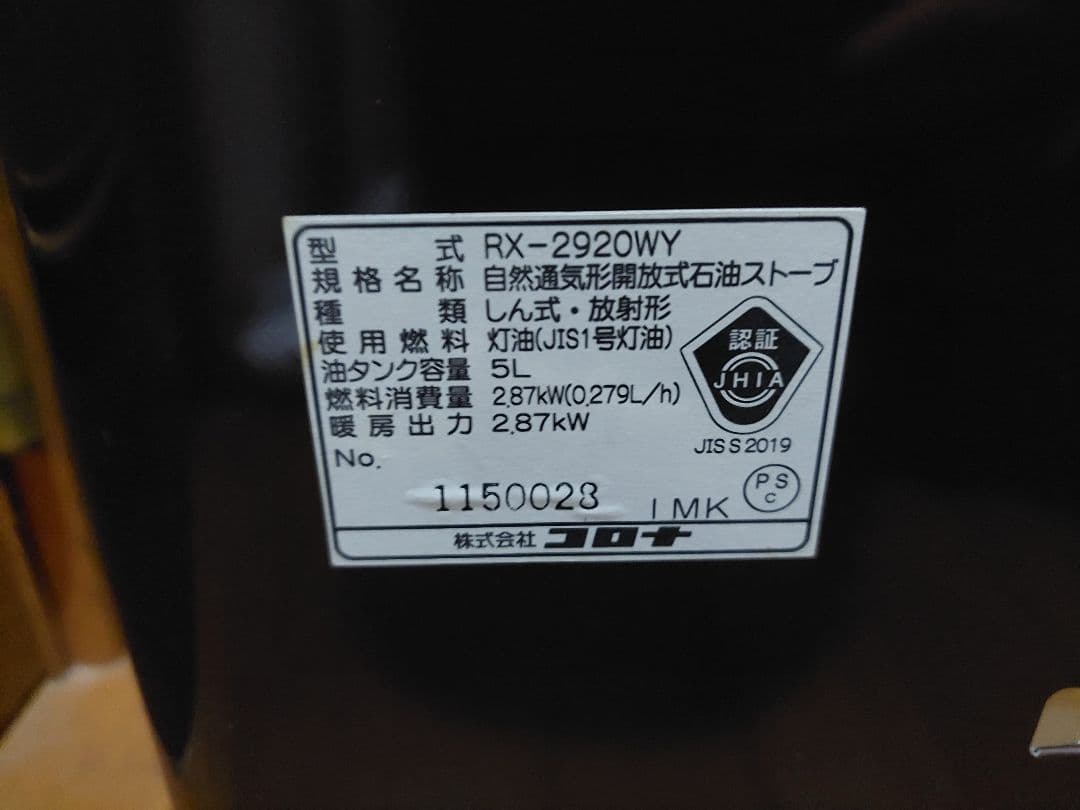 型式 RX-2920WY
規格名称 自然通気形開放式石油ストーブ
種類 しん式・放射形
使用燃料 灯油(JIS1号灯油)
油タンク容量 5L
燃料消費量 2.87kW(0.279L/h)
暖房出力 2.87kW
認証
JHIA
JIS S 2019
No.
1150028 IMK
PS
C
株式会社 コロナ